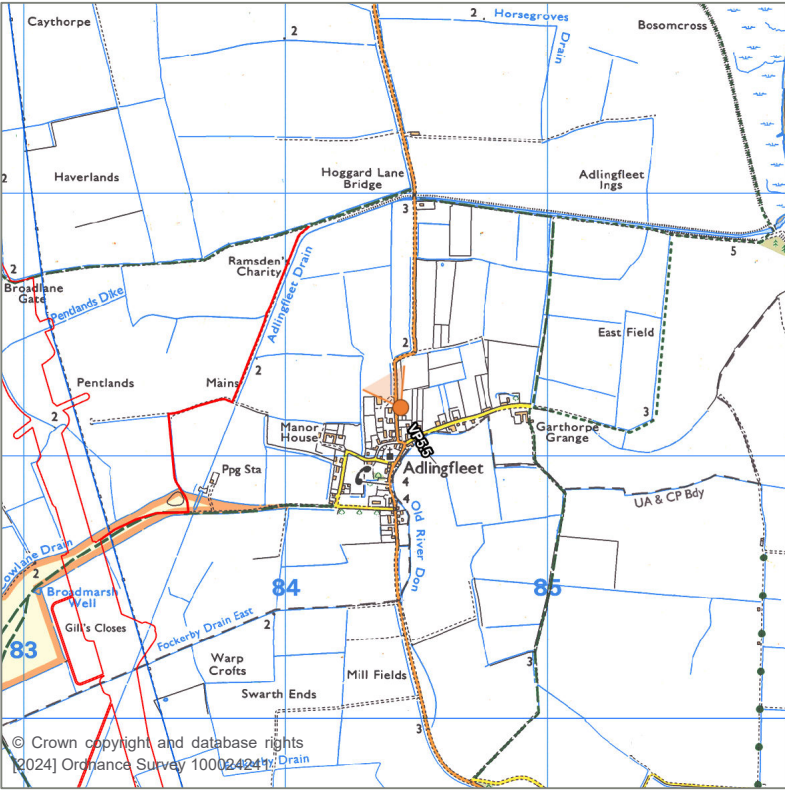 Caythorpe
2
2
Horsegroves
Drain
Bosomcross
2
Haverlands
Hoggard Lane
Bridge
Adlingfleet
Ings
3
5
2
Ramsden's
Charity
Adlingfleet Drain
Broadlane
Gate
Pentlands Dike
East Field
2
2
Pentlands
Mains
2
3
Manor
House
VP5.5
Garthorpe
Grange
Ppg Sta
Adlingfleet
4
4
UA & CP Bdy
Old River Don
Cowlane Drain
2
84
85
Broadmarsh
Well
Gill's Closes
Fockerby Drain East
2
83
Warp
Crofts
3
Mill Fields
Swarth Ends
3
© Crown copyright and database rights
[2024] Ordnance Survey 100024241
Drain